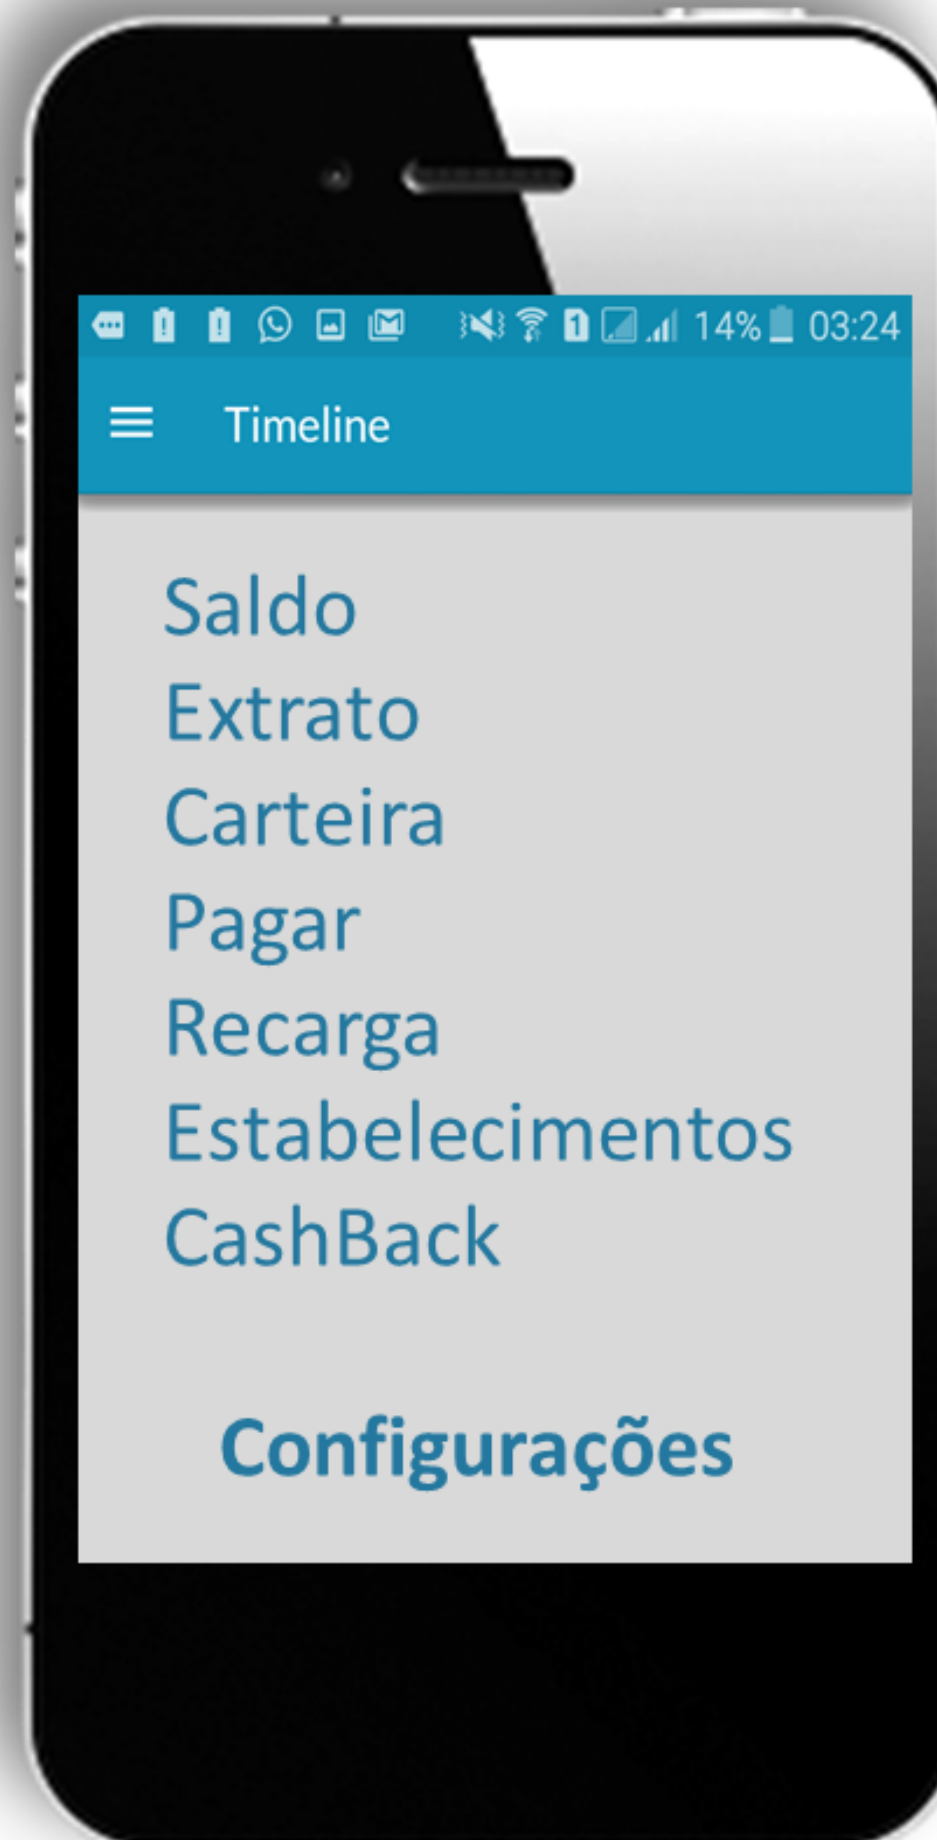 14% 03:24
Timeline
Saldo
Extrato
Carteira
Pagar
Recarga
Estabelecimentos
CashBack
Configurações